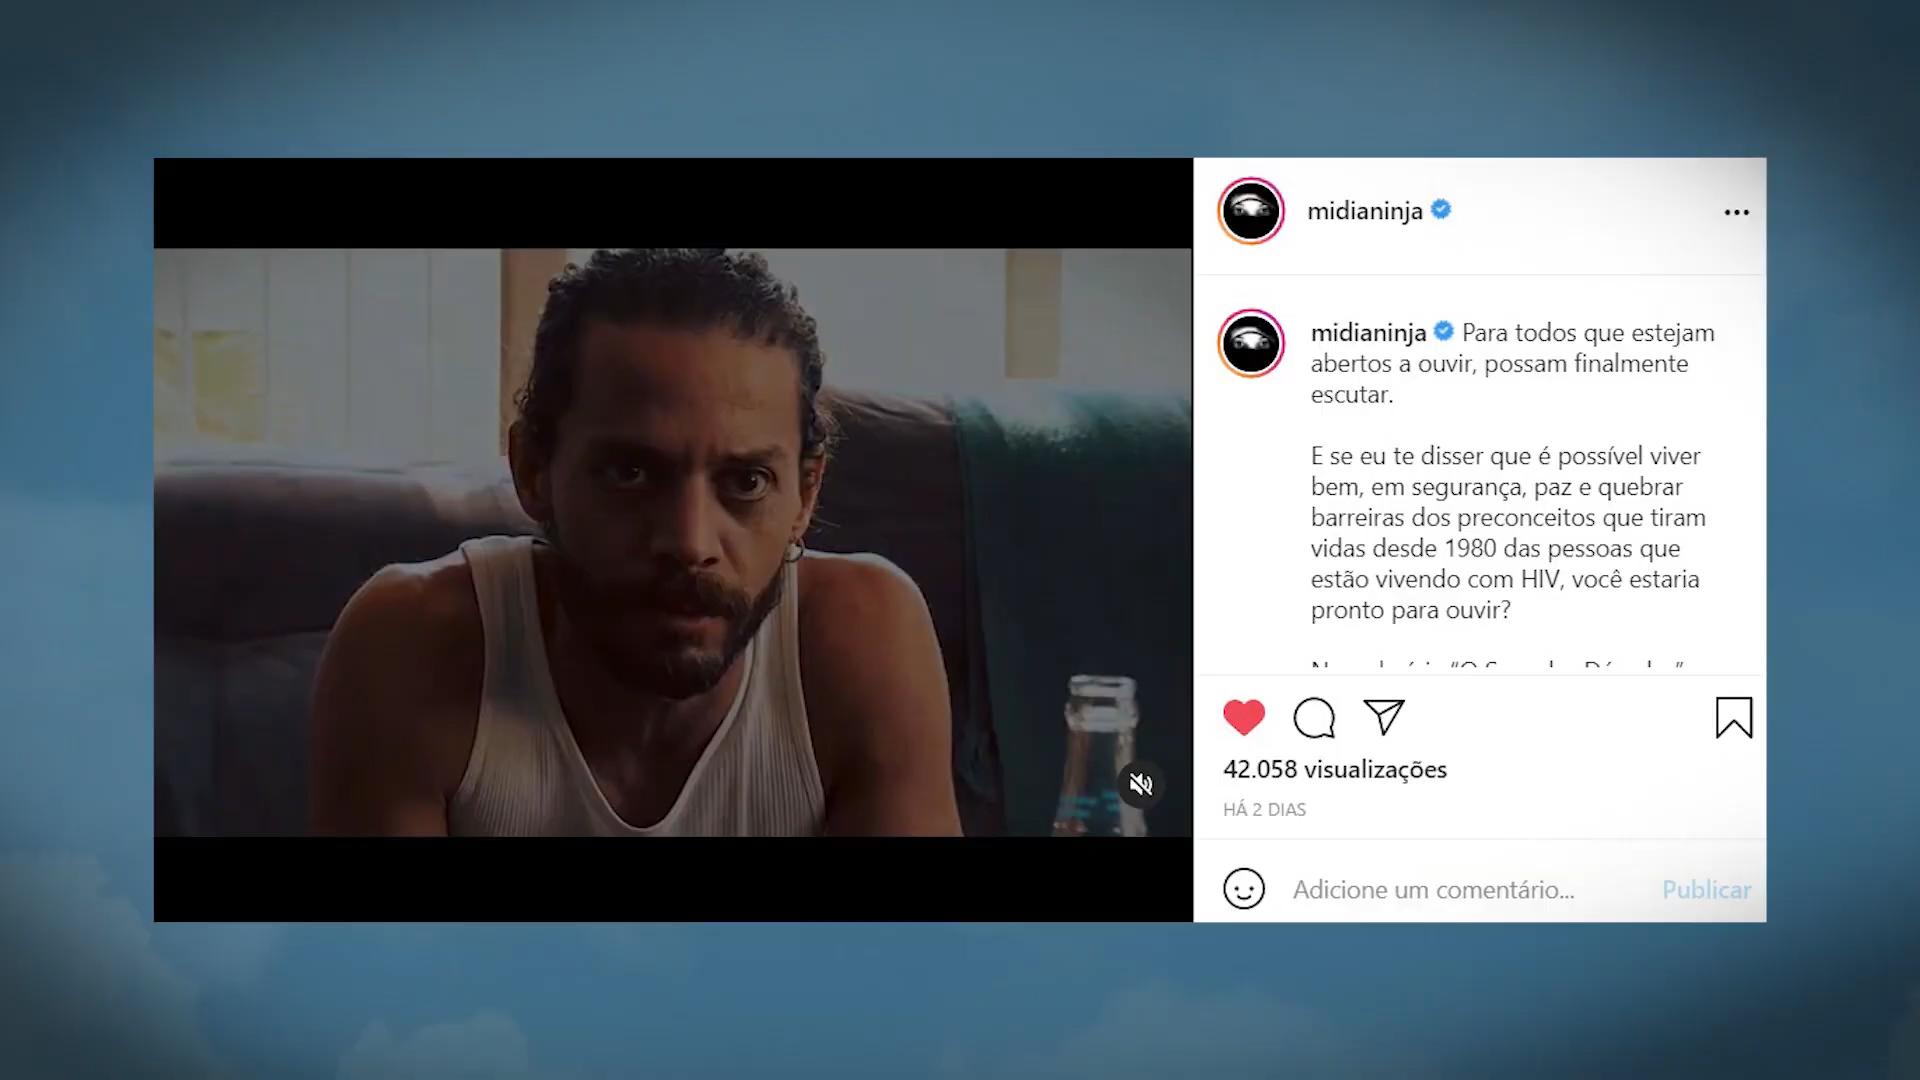 midianinja
midianinja Para todos que estejam
abertos a ouvir, possam finalmente
escutar.
E se eu te disser que é possível viver
bem, em segurança, paz e quebrar
barreiras dos preconceitos que tiram
vidas desde 1980 das pessoas que
estão vivendo com HIV, você estaria
pronto para ouvir?
42.058 visualizações
HÁ 2 DIAS
Adicione um comentário... Publicar